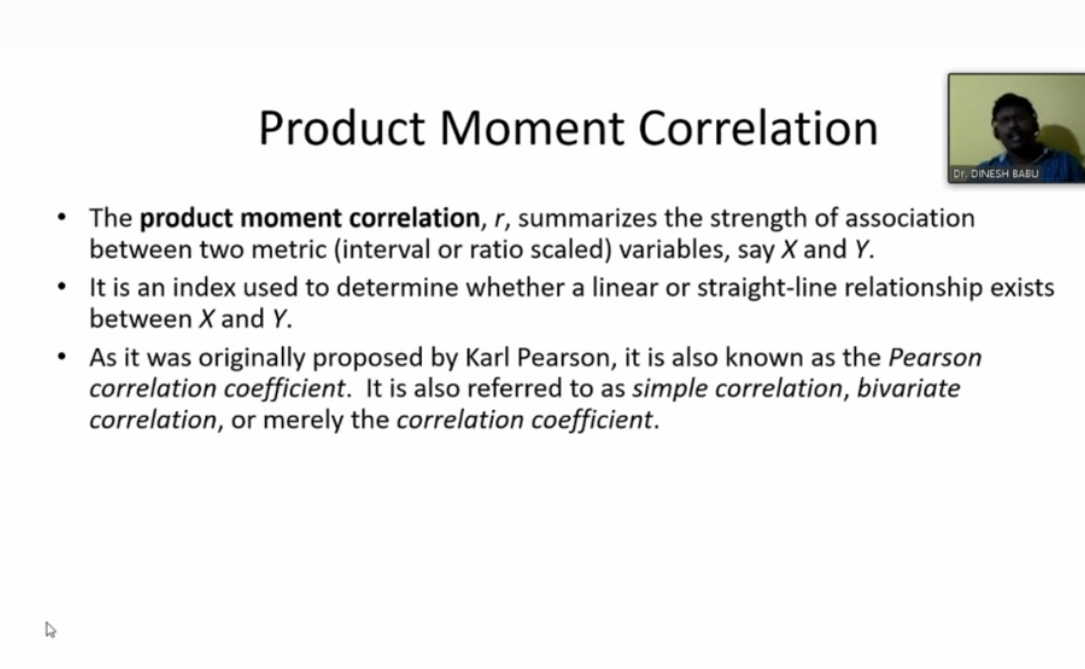 Product Moment Correlation
Dr. DINESH BABU
• The product moment correlation, r, summarizes the strength of association
between two metric (interval or ratio scaled) variables, say X and Y.
• It is an index used to determine whether a linear or straight-line relationship exists
between X and Y.
• As it was originally proposed by Karl Pearson, it is also known as the Pearson
correlation coefficient. It is also referred to as simple correlation, bivariate
correlation, or merely the correlation coefficient.